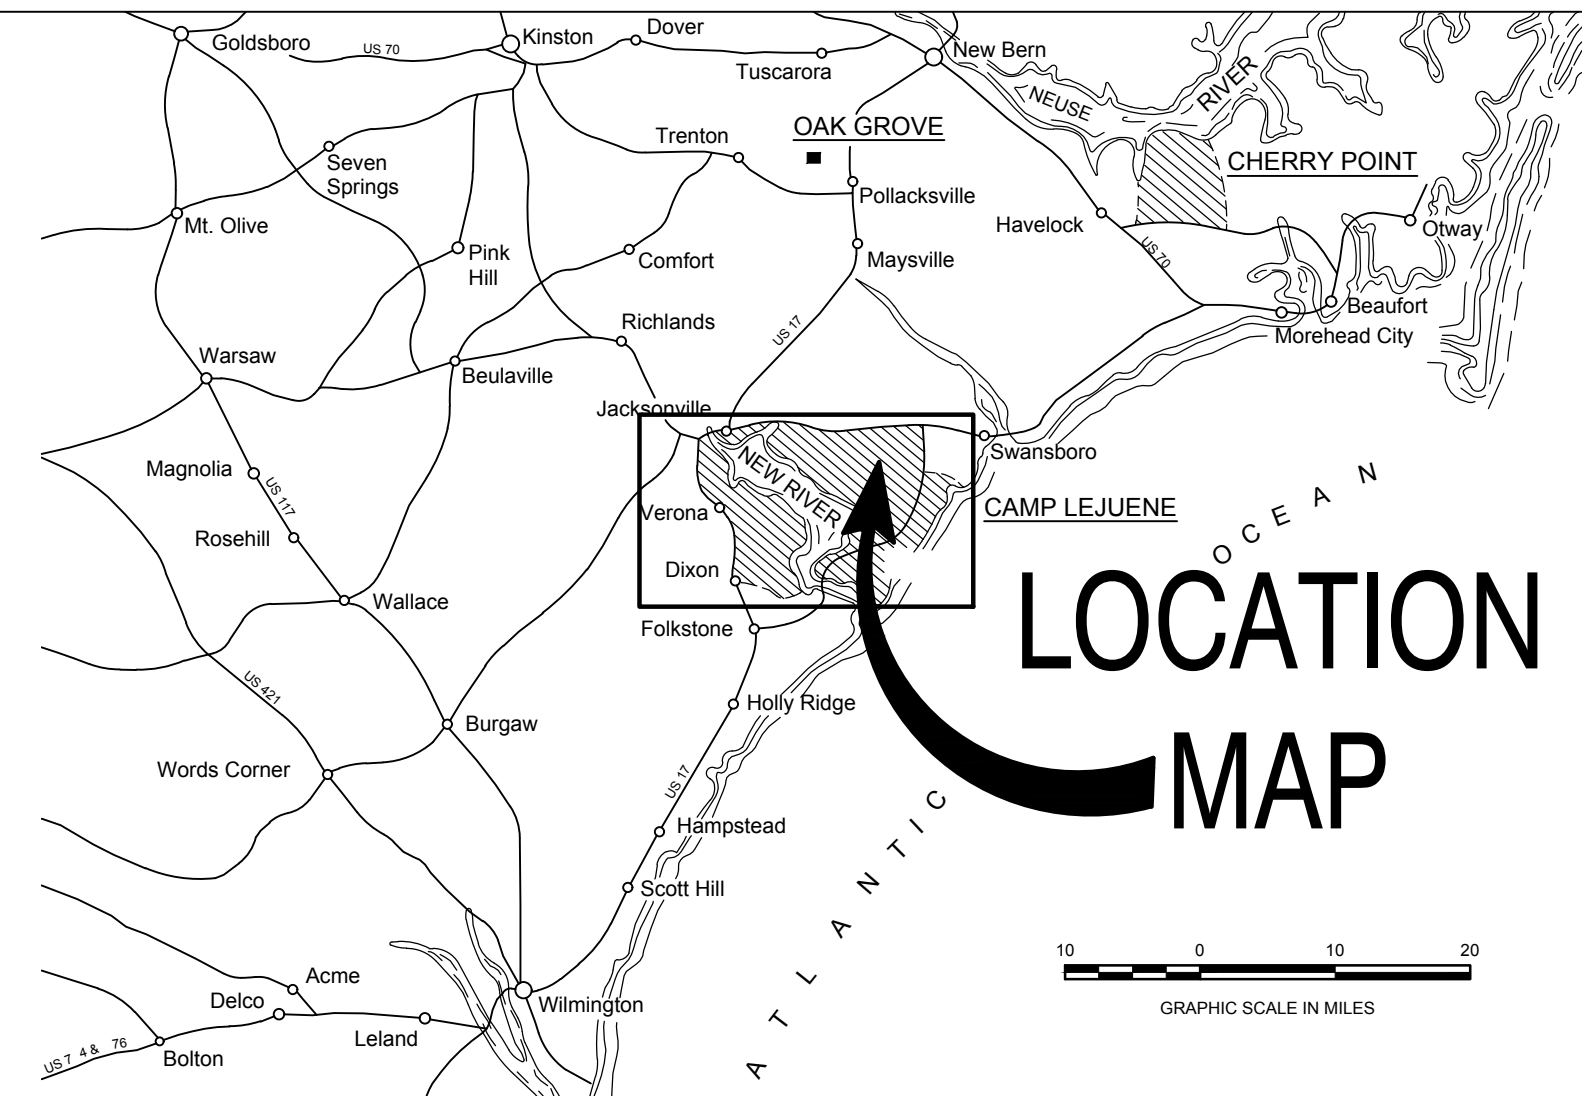 Goldsboro
US 70
Kinston
Dover
Tuscarora
New Bern
NEUSE
RIVER
OAK GROVE
Trenton
CHERRY POINT
Seven
Springs
Pollacksville
Mt. Olive
Havelock
Otway
Pink
Hill
Comfort
Maysville
US 70
Beaufort
Morehead City
Richlands
US 17
Warsaw
Beulaville
Jacksonville
Swansboro
Magnolia
US 117
NEW RIVER
CAMP LEJUENE
Verona
Rosehill
OCEAN
Dixon
Wallace
Folkstone
LOCATION
MAP
US 421
Holly Ridge
Burgaw
Words Corner
US 17
Hampstead
ATLANTIC
Scott Hill
10 0 10 20
GRAPHIC SCALE IN MILES
Acme
Delco
Wilmington
Leland
US 7 4 & 76
Bolton